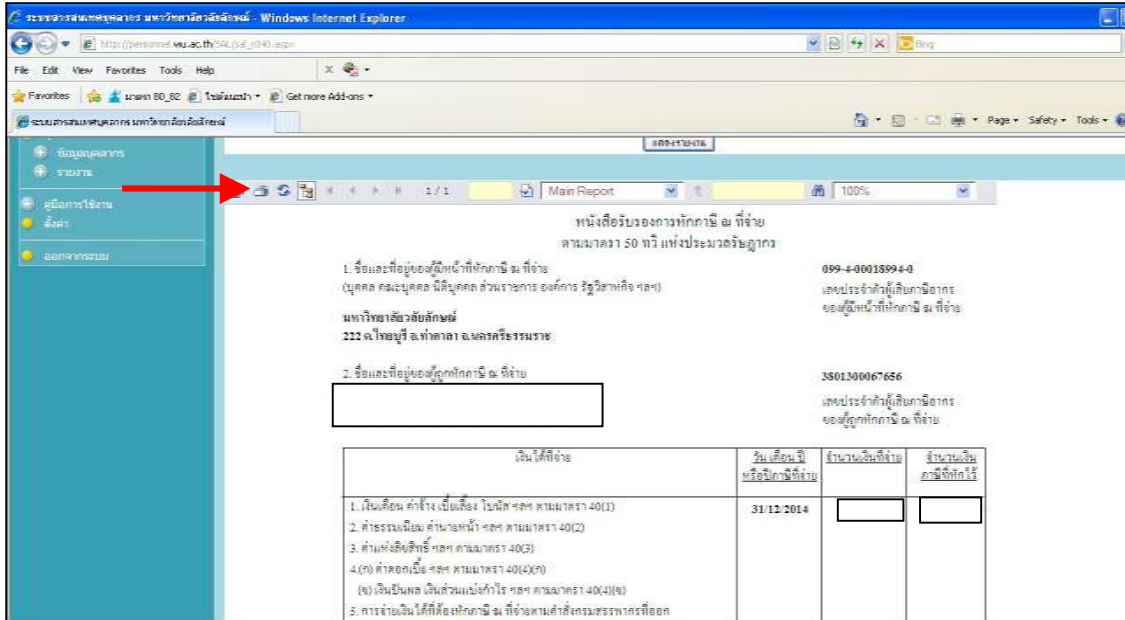 ระบบสารสนเทศบุคลากร มหาวิทยาลัยวลัยลักษณ์ - Windows Internet Explorer
http://personnel.wu.ac.th/SAL/sal_r040.aspx
Bing
File Edit View Favorites Tools Help
X
Favorites มาตรา 80_82 ไซต์แนะนำ Get more Add-ons
ระบบสารสนเทศบุคลากร มหาวิทยาลัยวลัยลักษณ์
Page Safety Tools
แสดงรายงาน
ข้อมูลบุคลากร
รายงาน
คู่มือการใช้งาน
ตั้งค่า
ออกจากระบบ
1 / 1 Main Report 100%
หนังสือรับรองการหักภาษี ณ ที่จ่าย
ตามมาตรา 50 ทวิ แห่งประมวลรัษฎากร
1. ชื่อและที่อยู่ของผู้มีหน้าที่หักภาษี ณ ที่จ่าย 099-4-00018994-0
(บุคคล คณะบุคคล นิติบุคคล ส่วนราชการ องค์การ รัฐวิสาหกิจ ฯลฯ) เลขประจำตัวผู้เสียภาษีอากร
ของผู้มีหน้าที่หักภาษี ณ ที่จ่าย
มหาวิทยาลัยวลัยลักษณ์
222 ต.ไทยบุรี อ.ท่าศาลา จ.นครศรีธรรมราช
2. ชื่อและที่อยู่ของผู้ถูกหักภาษี ณ ที่จ่าย 3801300067656
เลขประจำตัวผู้เสียภาษีอากร
ของผู้ถูกหักภาษี ณ ที่จ่าย
เงินได้ที่จ่าย วัน เดือน ปี จำนวนเงินที่จ่าย จำนวนเงิน
หรือปีภาษีที่จ่าย ภาษีที่หักไว้
1. เงินเดือน ค่าจ้าง เบี้ยเลี้ยง โบนัส ฯลฯ ตามมาตรา 40(1) 31/12/2014
2. ค่าธรรมเนียม ค่านายหน้า ฯลฯ ตามมาตรา 40(2)
3. ค่าแห่งลิขสิทธิ์ ฯลฯ ตามมาตรา 40(3)
4.(ก) ค่าดอกเบี้ย ฯลฯ ตามมาตรา 40(4)(ก)
(ข) เงินปันผล เงินส่วนแบ่งกำไร ฯลฯ ตามมาตรา 40(4)(ข)
5. การจ่ายเงินได้ที่ต้องหักภาษี ณ ที่จ่ายตามคำสั่งกรมสรรพากรที่ออก